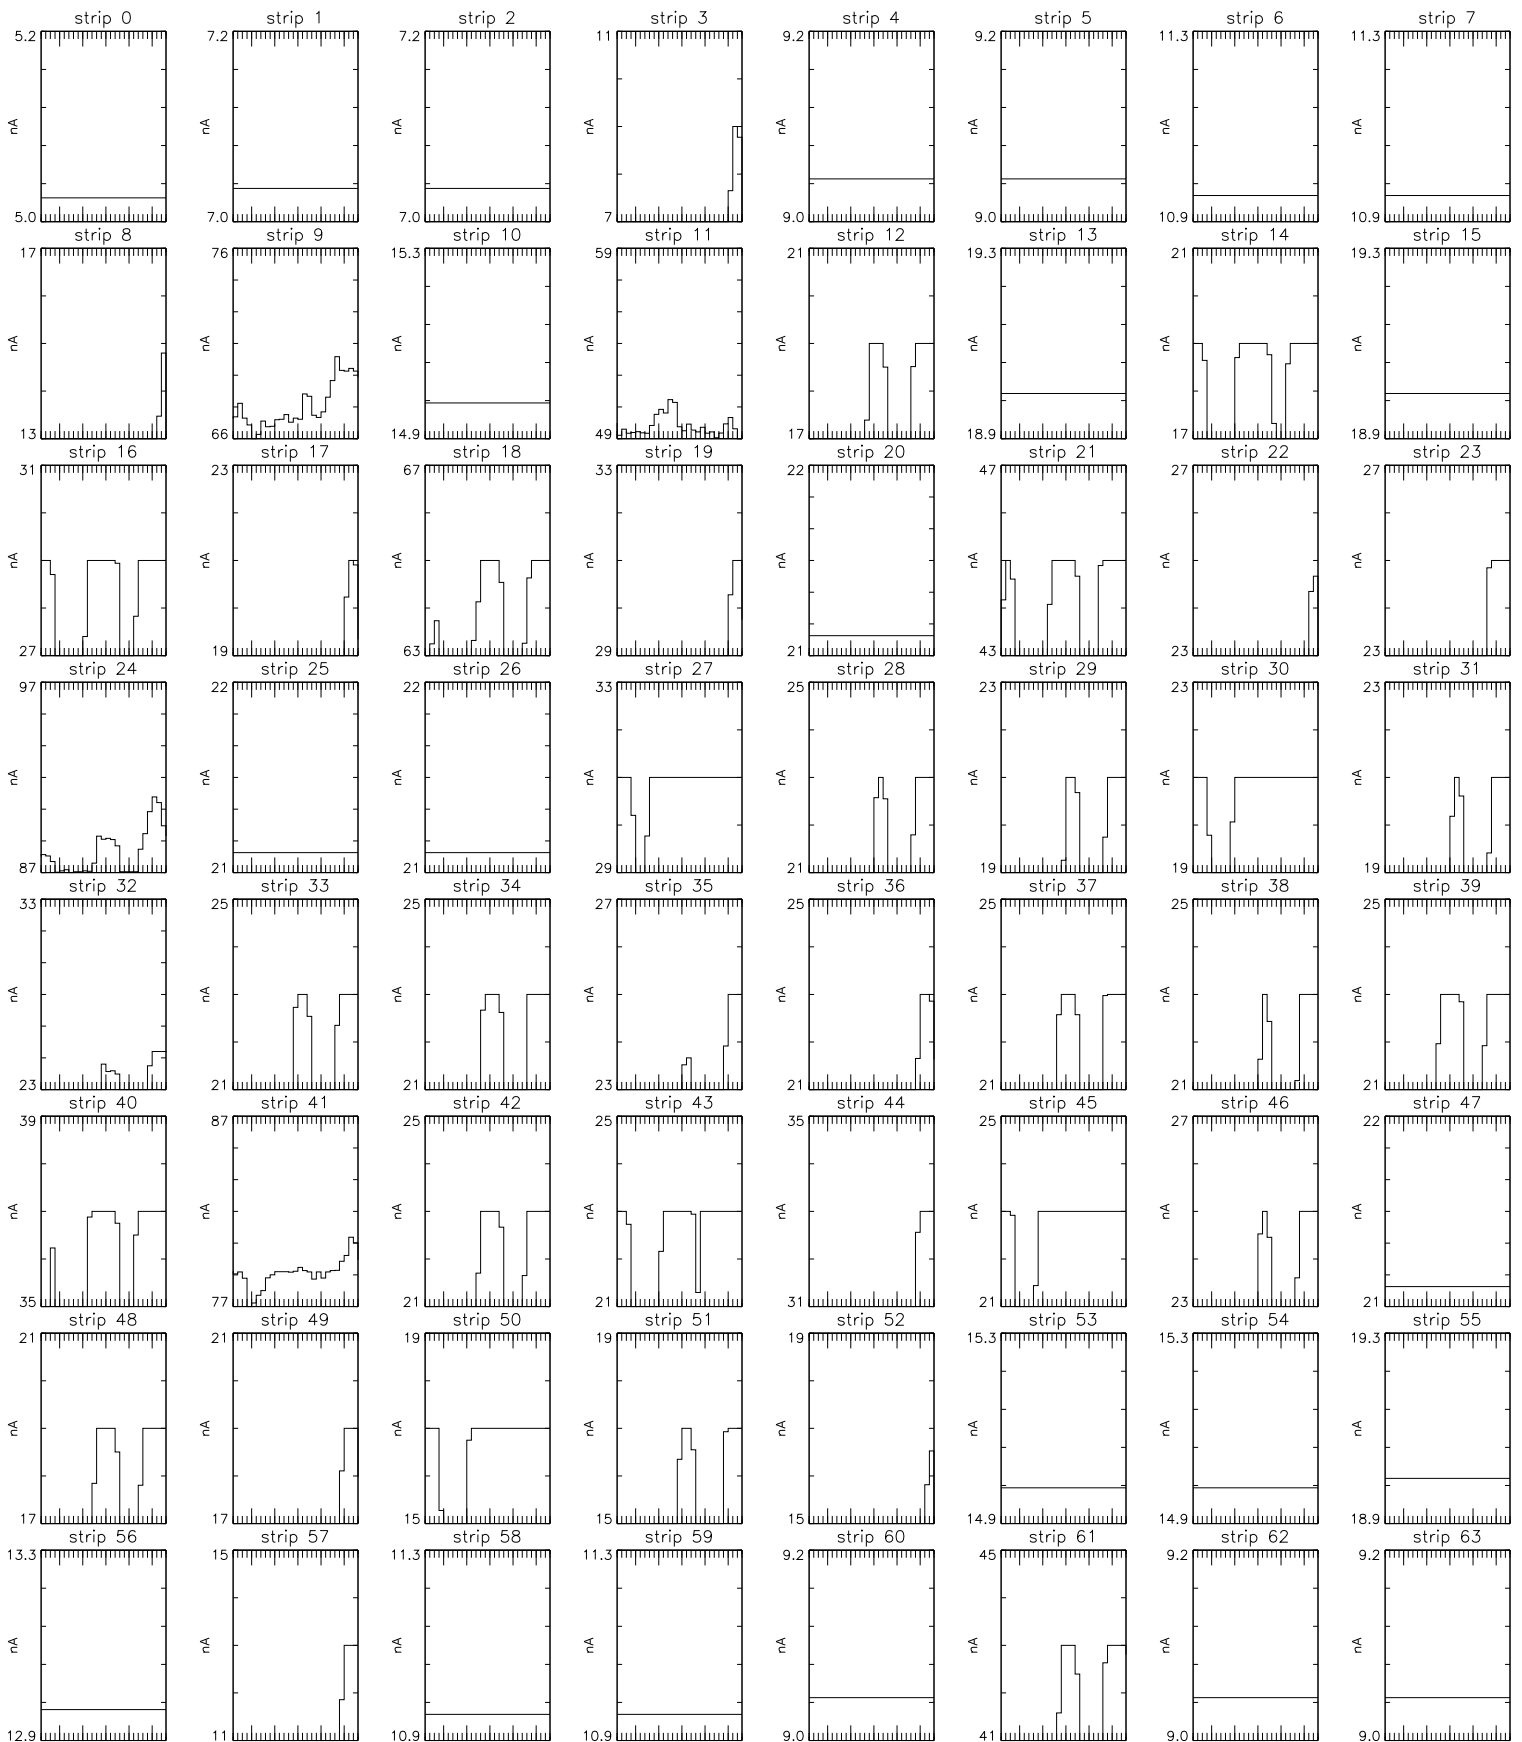 strip 0 strip 1 strip 2 strip 3 strip 4 strip 5 strip 6 strip 7
5.2 7.2 7.2 11 9.2 9.2 11.3 11.3
nA nA nA nA nA nA nA nA
5.0 7.0 7.0 7 9.0 9.0 10.9 10.9
strip 8 strip 9 strip 10 strip 11 strip 12 strip 13 strip 14 strip 15
17 76 15.3 59 21 19.3 21 19.3
nA nA nA nA nA nA nA nA
13 66 14.9 49 17 18.9 17 18.9
strip 16 strip 17 strip 18 strip 19 strip 20 strip 21 strip 22 strip 23
31 23 67 33 22 47 27 27
nA nA nA nA nA nA nA nA
27 19 63 29 21 43 23 23
strip 24 strip 25 strip 26 strip 27 strip 28 strip 29 strip 30 strip 31
97 22 22 33 25 23 23 23
nA nA nA nA nA nA nA nA
87 21 21 29 21 19 19 19
strip 32 strip 33 strip 34 strip 35 strip 36 strip 37 strip 38 strip 39
33 25 25 27 25 25 25 25
nA nA nA nA nA nA nA nA
23 21 21 23 21 21 21 21
strip 40 strip 41 strip 42 strip 43 strip 44 strip 45 strip 46 strip 47
39 87 25 25 35 25 27 22
nA nA nA nA nA nA nA nA
35 77 21 21 31 21 23 21
strip 48 strip 49 strip 50 strip 51 strip 52 strip 53 strip 54 strip 55
21 21 19 19 19 15.3 15.3 19.3
nA nA nA nA nA nA nA nA
17 17 15 15 15 14.9 14.9 18.9
strip 56 strip 57 strip 58 strip 59 strip 60 strip 61 strip 62 strip 63
13.3 15 11.3 11.3 9.2 45 9.2 9.2
nA nA nA nA nA nA nA nA
12.9 11 10.9 10.9 9.0 41 9.0 9.0